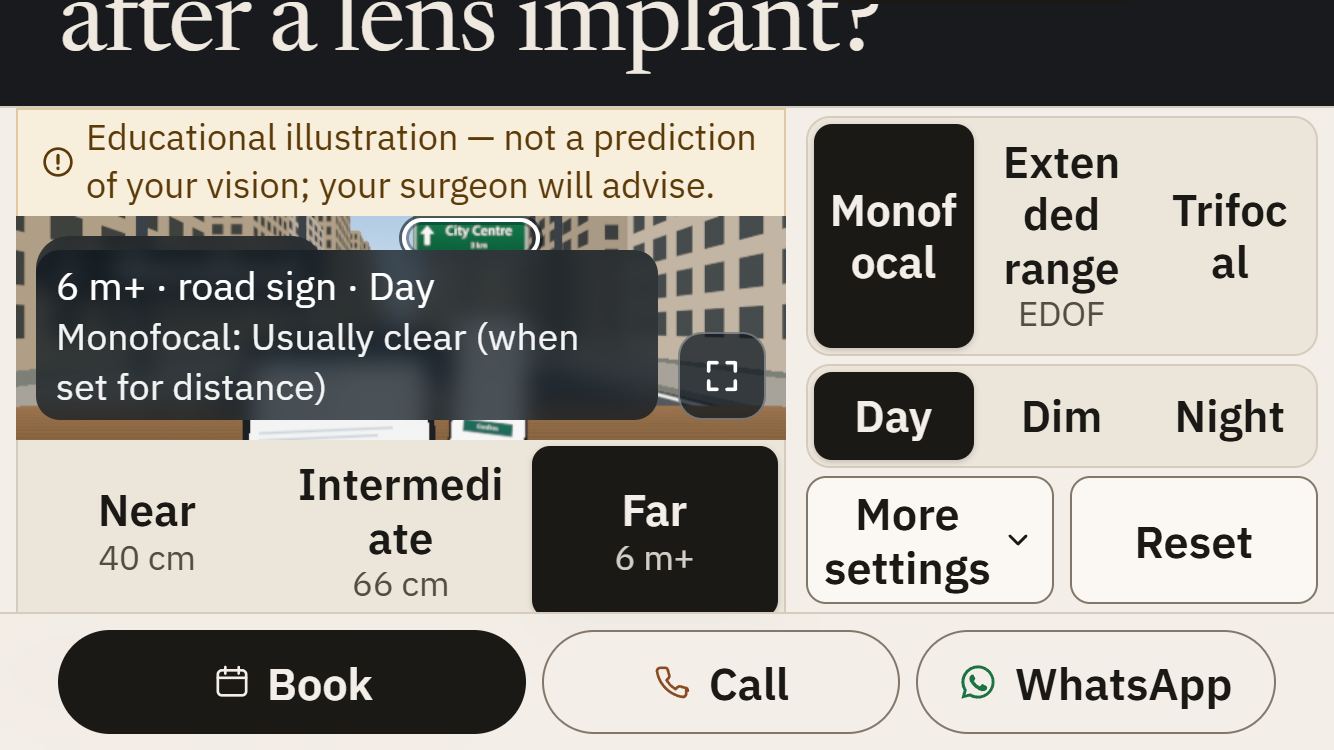 after a lens implant?
Educational illustration — not a prediction
of your vision; your surgeon will advise.
City Centre
3 km
6 m+ · road sign · Day
Monofocal: Usually clear (when
set for distance)
Near
40 cm
Intermedi
ate
66 cm
Far
6 m+
Monof
ocal
Exten
ded
range
EDOF
Trifoc
al
Day
Dim
Night
More
settings
Reset
Book
Call
WhatsApp